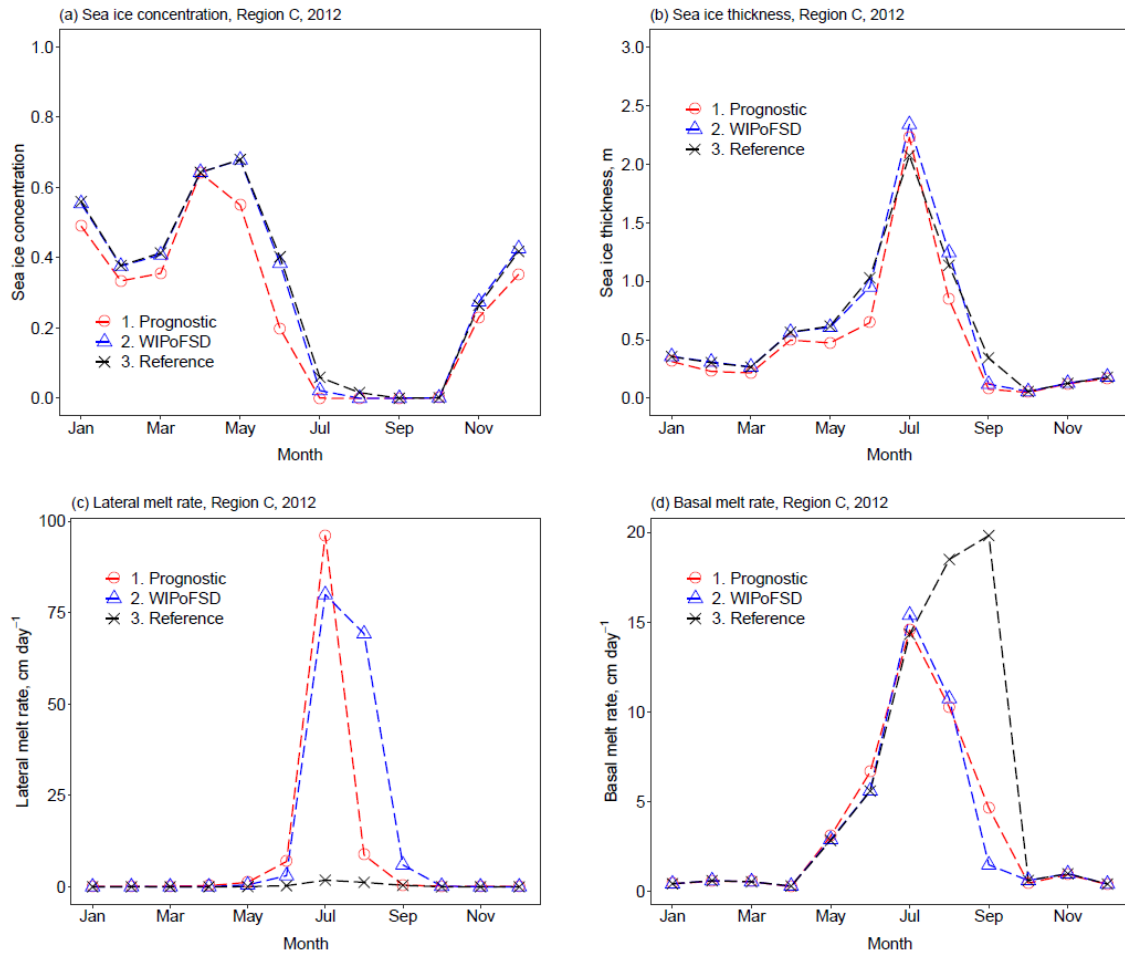 (a) Sea ice concentration, Region C, 2012
1.0
0.8
0.6
0.4
0.2
0.0
Sea ice concentration
1. Prognostic
2. WIPoFSD
3. Reference
Jan Mar May Jul Sep Nov
Month
(b) Sea ice thickness, Region C, 2012
3.0
2.5
2.0
1.5
1.0
0.5
0.0
Sea ice thickness, m
1. Prognostic
2. WIPoFSD
3. Reference
Jan Mar May Jul Sep Nov
Month
(c) Lateral melt rate, Region C, 2012
100
75
50
25
0
Lateral melt rate, cm day⁻¹
1. Prognostic
2. WIPoFSD
3. Reference
Jan Mar May Jul Sep Nov
Month
(d) Basal melt rate, Region C, 2012
20
15
10
5
0
Basal melt rate, cm day⁻¹
1. Prognostic
2. WIPoFSD
3. Reference
Jan Mar May Jul Sep Nov
Month